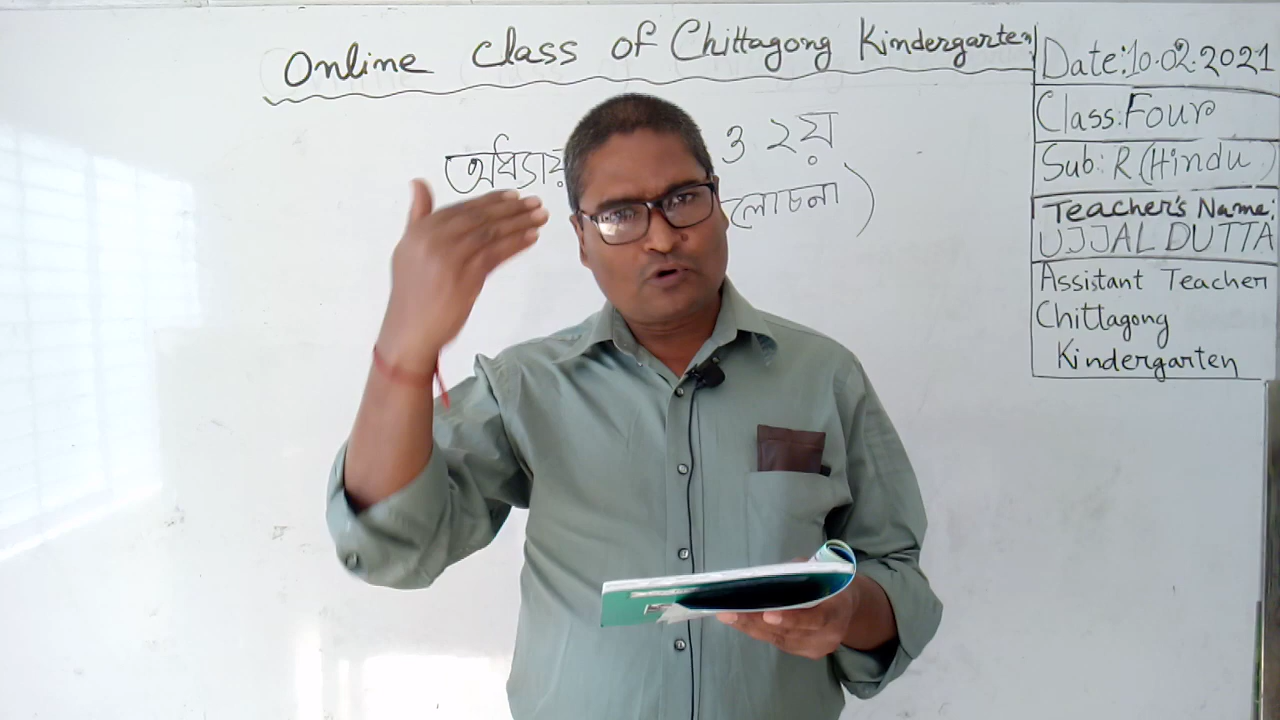 Online Class of Chittagong Kindergarten
অধ্যায়
ও ২য়
লোচনা)
Date:10.02.2021
Class:Four
Sub: R (Hindu)
Teacher's Name:
UJJAL DUTTA
Assistant Teacher
Chittagong
Kindergarten